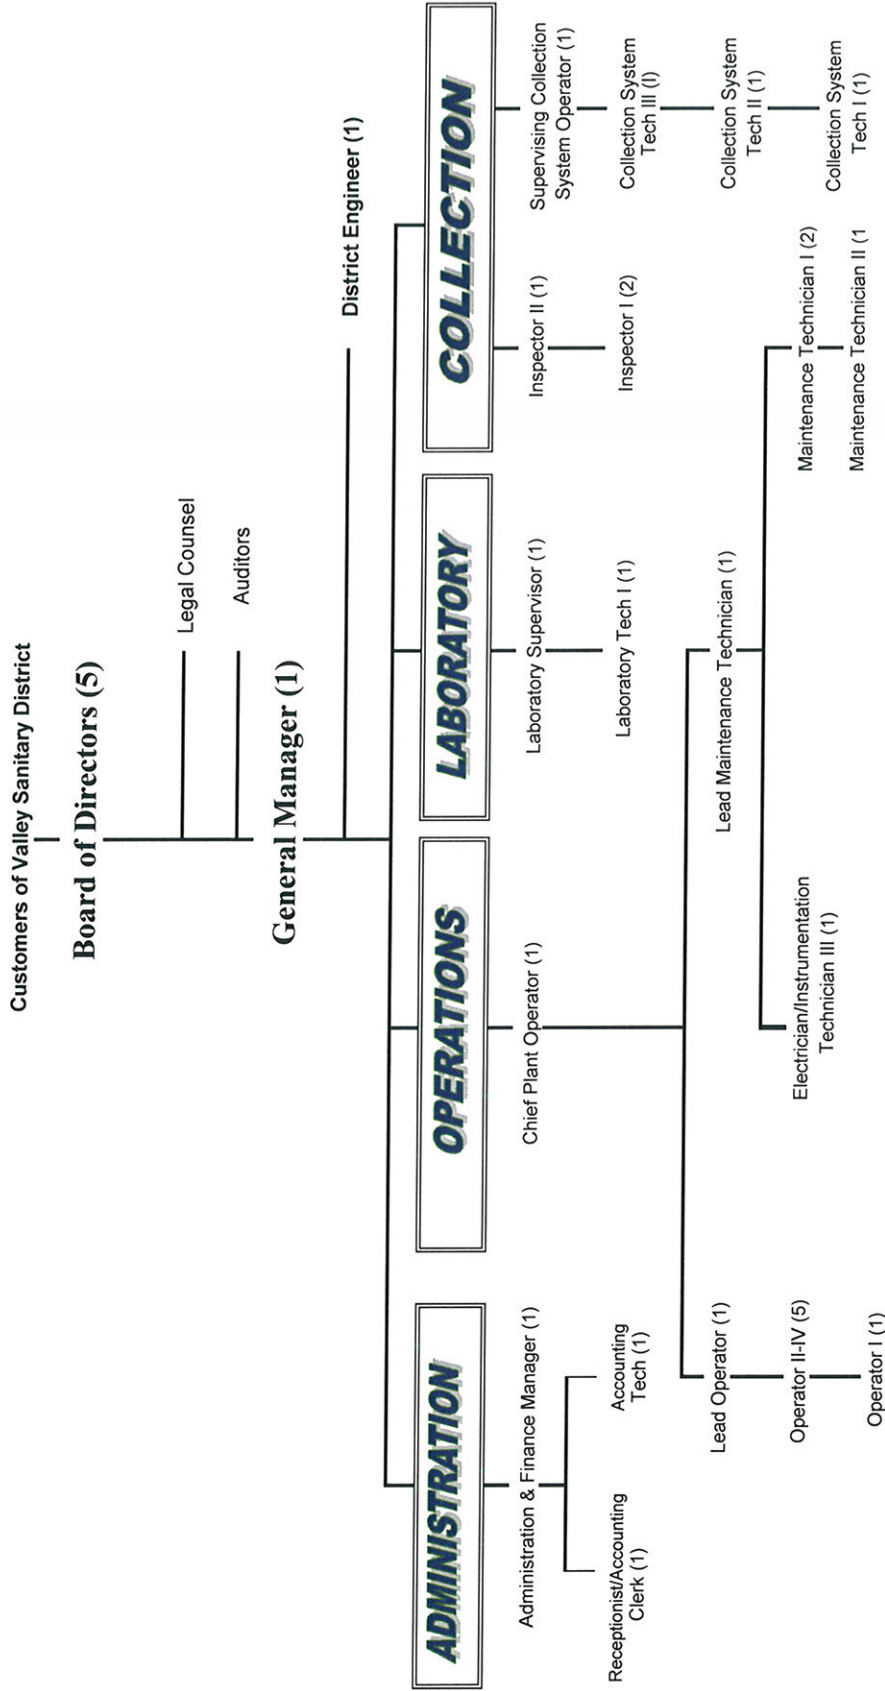 Customers of Valley Sanitary District
Board of Directors (5)
Legal Counsel
Auditors
General Manager (1)
District Engineer (1)
ADMINISTRATION
OPERATIONS
LABORATORY
COLLECTION
Administration & Finance Manager (1)
Receptionist/Accounting
Clerk (1)
Accounting
Tech (1)
Chief Plant Operator (1)
Lead Operator (1)
Operator II-IV (5)
Operator I (1)
Lead Maintenance Technician (1)
Electrician/Instrumentation
Technician III (1)
Maintenance Technician I (2)
Maintenance Technician II (1
Laboratory Supervisor (1)
Laboratory Tech I (1)
Inspector II (1)
Inspector I (2)
Supervising Collection
System Operator (1)
Collection System
Tech III (I)
Collection System
Tech II (1)
Collection System
Tech I (1)